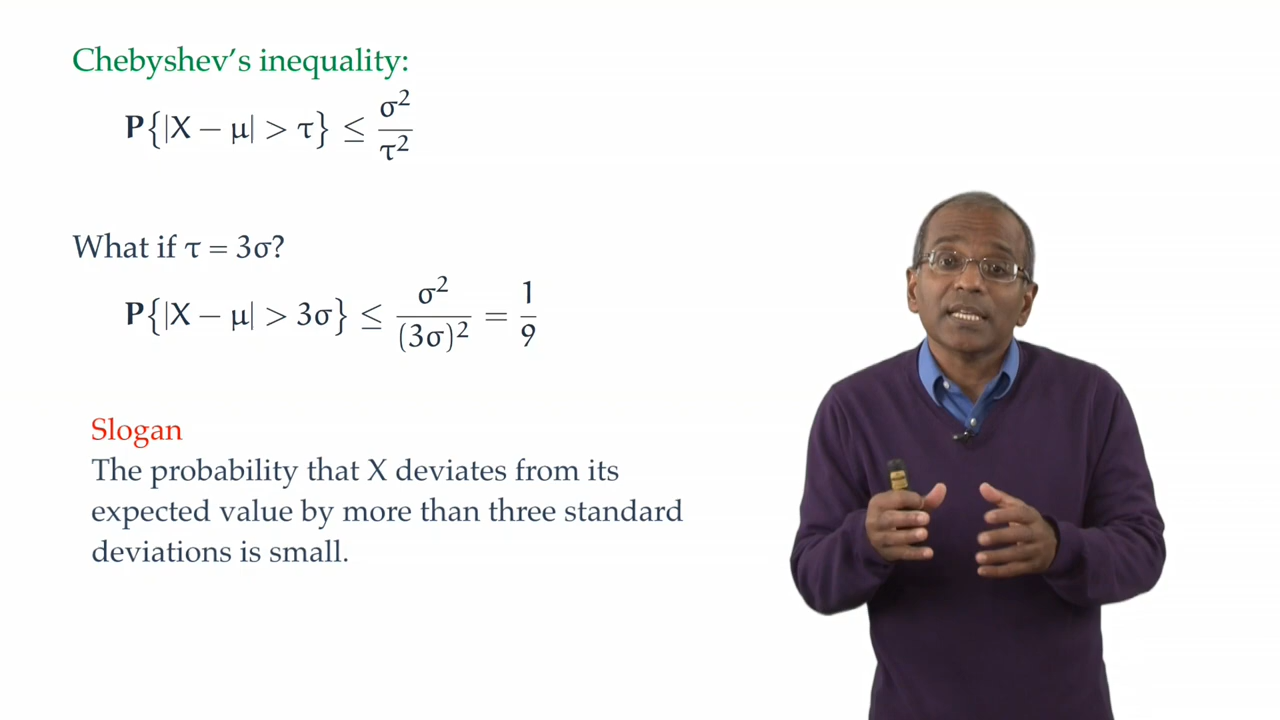 Chebyshev's inequality:
P{|X − μ| > τ} ≤ σ²/τ²
What if τ = 3σ?
P{|X − μ| > 3σ} ≤ σ²/(3σ)² = 1/9
Slogan
The probability that X deviates from its
expected value by more than three standard
deviations is small.